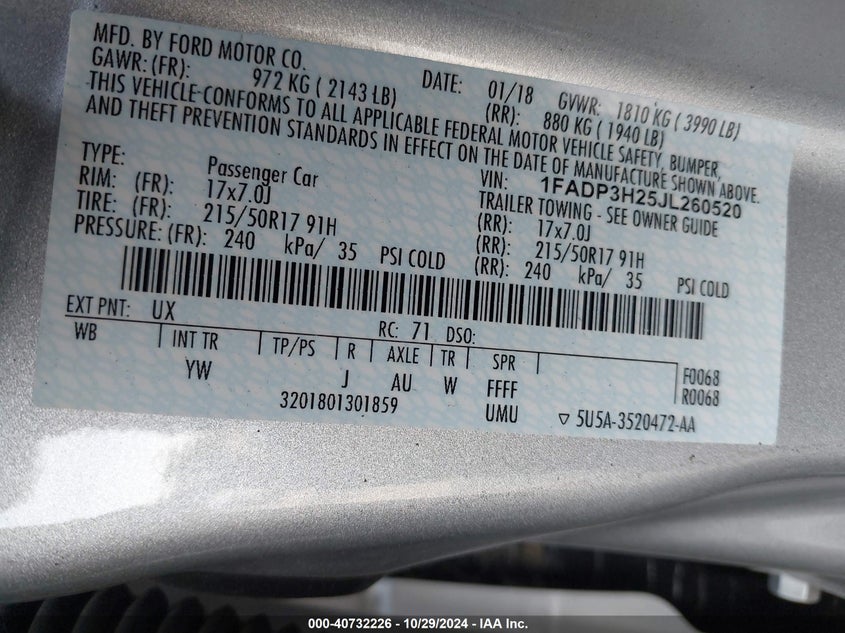 MFD. BY FORD MOTOR CO. DATE: 01/18 GVWR: 1810 KG ( 3990 LB)
GAWR: (FR): 972 KG ( 2143 LB) (RR): 880 KG ( 1940 LB)
THIS VEHICLE-CONFORMS TO ALL APPLICABLE FEDERAL MOTOR VEHICLE SAFETY, BUMPER,
AND THEFT PREVENTION STANDARDS IN EFFECT ON THE DATE OF MANUFACTURE SHOWN ABOVE.
VIN: 1FADP3H25JL260520
TYPE: Passenger Car TRAILER TOWING - SEE OWNER GUIDE
RIM: (FR): 17x7.0J (RR): 17x7.0J
TIRE: (FR): 215/50R17 91H (RR): 215/50R17 91H
PRESSURE: (FR): 240 kPa/ 35 PSI COLD (RR): 240 kPa/ 35 PSI COLD
EXT PNT: UX RC: 71 DSO:
WB INT TR TP/PS R AXLE TR SPR F0068
YW J AU W FFFF R0068
3201801301859 UMU ▽ 5U5A-3520472-AA
000-40732226 - 10/29/2024 - IAA Inc.